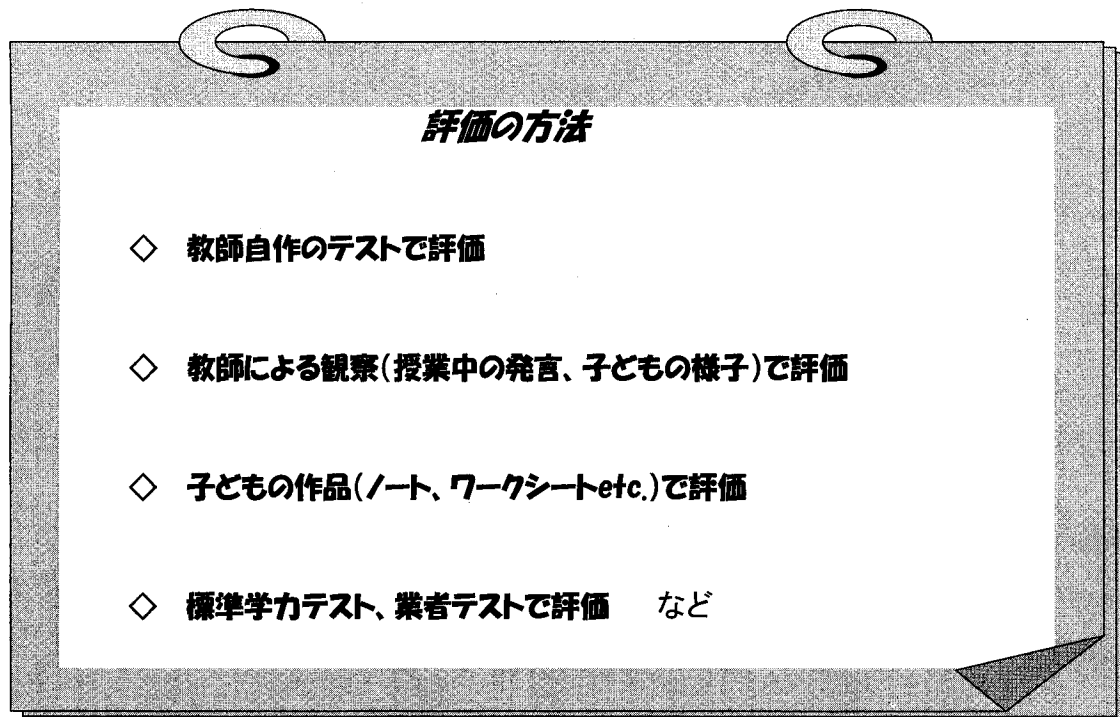 評価の方法
◇ 教師自作のテストで評価
◇ 教師による観察(授業中の発言、子どもの様子)で評価
◇ 子どもの作品(ノート、ワークシートetc.)で評価
◇ 標準学力テスト、業者テストで評価 など